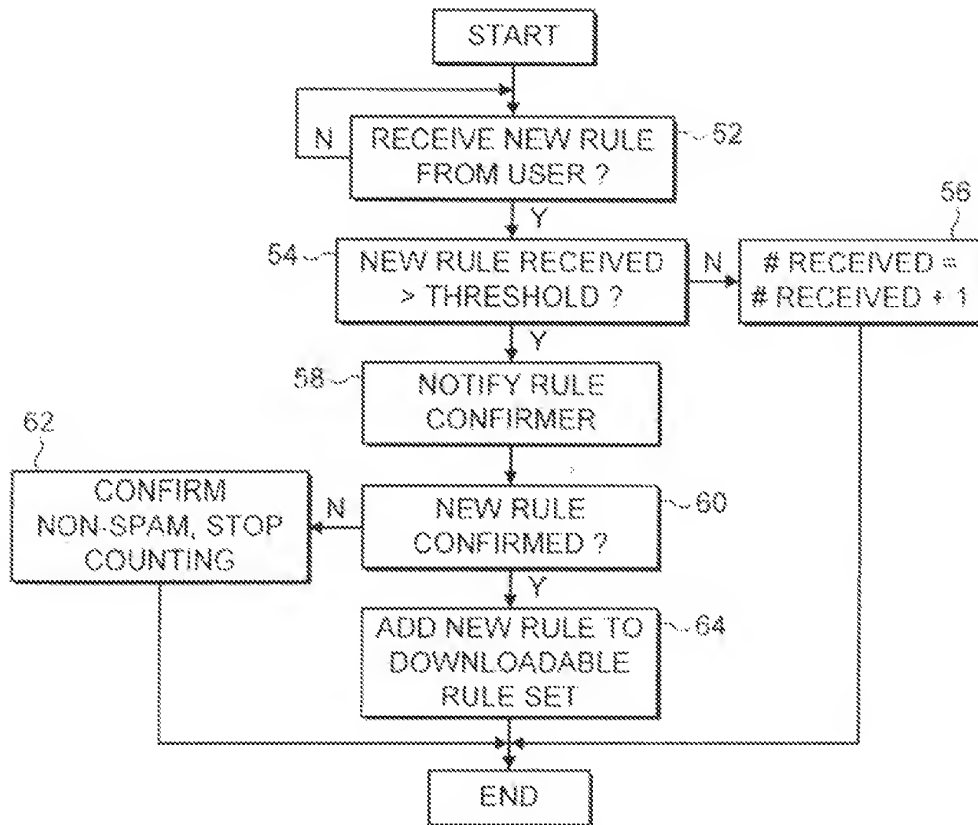 START
N
RECEIVE NEW RULE
FROM USER ?
52
Y
54
NEW RULE RECEIVED
> THRESHOLD ?
N
56
# RECEIVED =
# RECEIVED + 1
Y
58
NOTIFY RULE
CONFIRMER
62
CONFIRM
NON-SPAM, STOP
COUNTING
N
NEW RULE
CONFIRMED ?
60
Y
ADD NEW RULE TO
DOWNLOADABLE
RULE SET
64
END